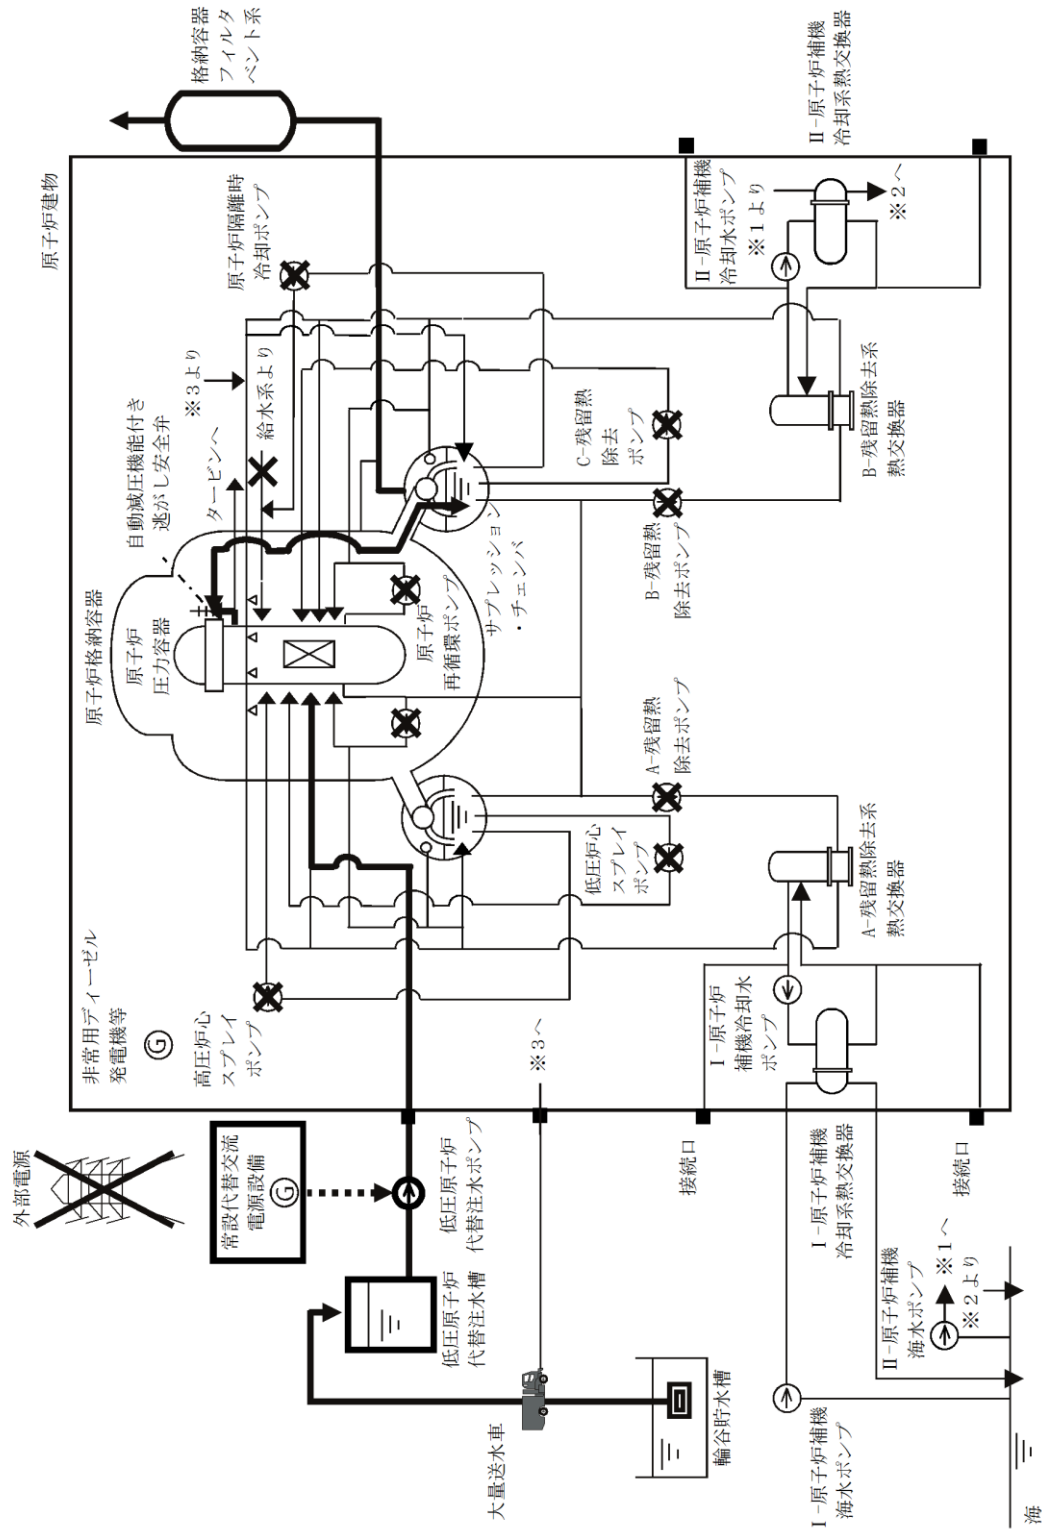 外部電源
非常用ディーゼル
発電機等
G
常設代替交流
電源設備
G
高圧炉心
スプレイ
ポンプ
低圧原子炉
代替注水ポンプ
低圧原子炉
代替注水槽
大量送水車
輪谷貯水槽
※3へ
接続口
接続口
Ⅰ-原子炉
補機冷却水
ポンプ
Ⅰ-原子炉補機
冷却系熱交換器
Ⅰ-原子炉補機
海水ポンプ
Ⅱ-原子炉補機
海水ポンプ
※1へ
※2より
海
原子炉建物
原子炉格納容器
原子炉
圧力容器
自動減圧機能付き
逃がし安全弁
タービンへ
※3より
給水系より
原子炉隔離時
冷却ポンプ
格納容器
フィルタ
ベント系
原子炉
再循環ポンプ
サプレッション
・チェンバ
低圧炉心
スプレイ
ポンプ
A-残留熱
除去ポンプ
B-残留熱
除去ポンプ
C-残留熱
除去
ポンプ
A-残留熱除去系
熱交換器
B-残留熱除去系
熱交換器
Ⅱ-原子炉補機
冷却水ポンプ
※1より
※2へ
Ⅱ-原子炉補機
冷却系熱交換器